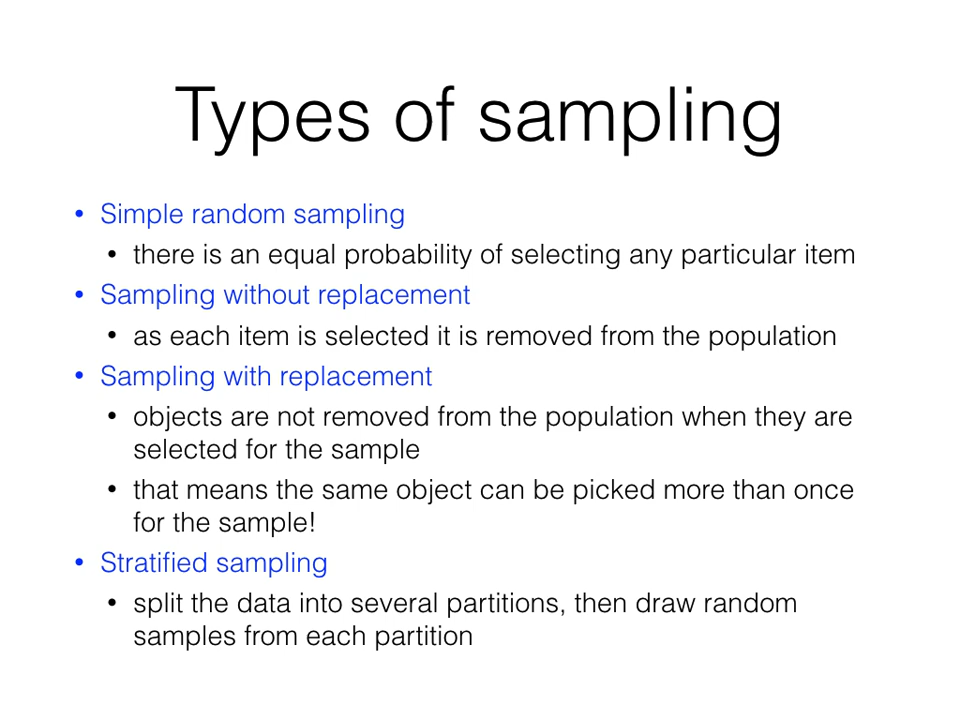 Types of sampling
• Simple random sampling
• there is an equal probability of selecting any particular item
• Sampling without replacement
• as each item is selected it is removed from the population
• Sampling with replacement
• objects are not removed from the population when they are
selected for the sample
• that means the same object can be picked more than once
for the sample!
• Stratified sampling
• split the data into several partitions, then draw random
samples from each partition